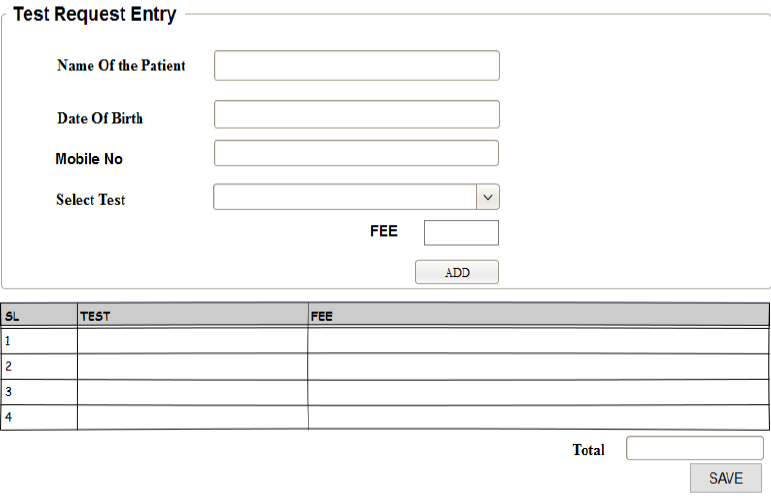 Test Request Entry
Name Of the Patient
Date Of Birth
Mobile No
Select Test
FEE
ADD
SL TEST FEE
1
2
3
4
Total
SAVE